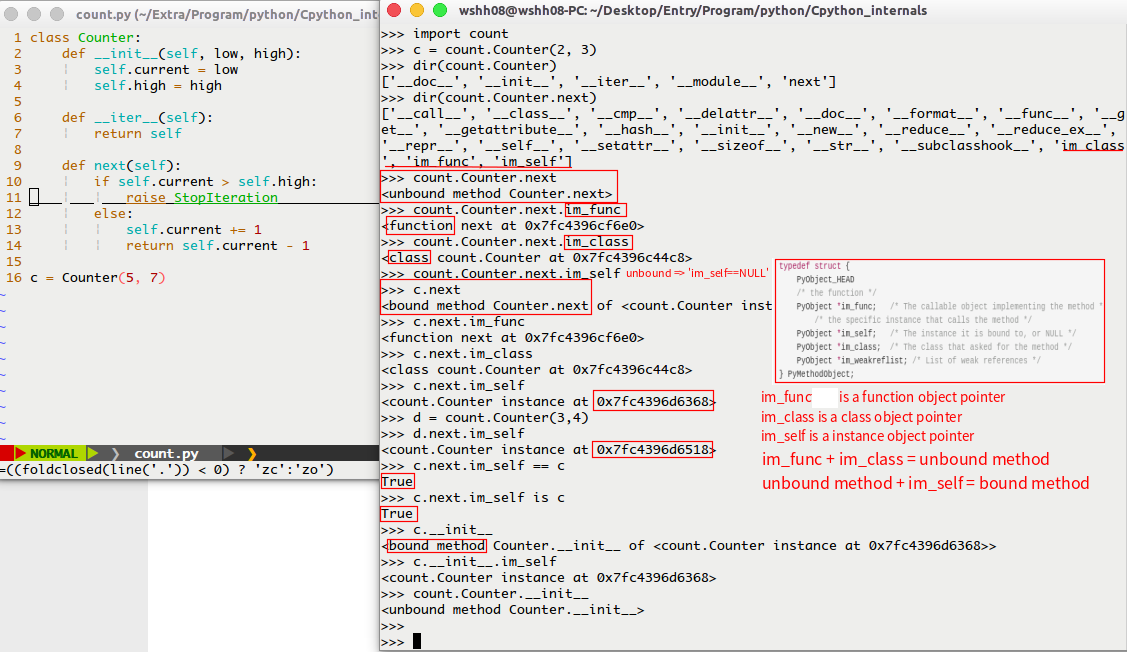 count.py (~/Extra/Program/python/Cpython_int
1 class Counter:
2 def __init__(self, low, high):
3 self.current = low
4 self.high = high
5
6 def __iter__(self):
7 return self
8
9 def next(self):
10 if self.current > self.high:
11 raise StopIteration
12 else:
13 self.current += 1
14 return self.current - 1
15
16 c = Counter(5, 7)
~
~
~
~
~
~
~
~
~
~
NORMAL count.py
=((foldclosed(line('.')) < 0) ? 'zc':'zo')
wshh08@wshh08-PC: ~/Desktop/Entry/Program/python/Cpython_internals
>>> import count
>>> c = count.Counter(2, 3)
>>> dir(count.Counter)
['__doc__', '__init__', '__iter__', '__module__', 'next']
>>> dir(count.Counter.next)
['__call__', '__class__', '__cmp__', '__delattr__', '__doc__', '__format__', '__func__', '__g
et__', '__getattribute__', '__hash__', '__init__', '__new__', '__reduce__', '__reduce_ex__',
'__repr__', '__self__', '__setattr__', '__sizeof__', '__str__', '__subclasshook__', 'im_class
', 'im_func', 'im_self']
>>> count.Counter.next
<unbound method Counter.next>
>>> count.Counter.next.im_func
<function next at 0x7fc4396cf6e0>
>>> count.Counter.next.im_class
<class count.Counter at 0x7fc4396c44c8>
>>> count.Counter.next.im_self unbound => 'im_self==NULL'
>>> c.next
<bound method Counter.next of <count.Counter inst
>>> c.next.im_func
<function next at 0x7fc4396cf6e0>
>>> c.next.im_class
<class count.Counter at 0x7fc4396c44c8>
>>> c.next.im_self
<count.Counter instance at 0x7fc4396d6368>
>>> d = count.Counter(3,4)
>>> d.next.im_self
<count.Counter instance at 0x7fc4396d6518>
>>> c.next.im_self == c
True
>>> c.next.im_self is c
True
>>> c.__init__
<bound method Counter.__init__ of <count.Counter instance at 0x7fc4396d6368>>
>>> c.__init__.im_self
<count.Counter instance at 0x7fc4396d6368>
>>> count.Counter.__init__
<unbound method Counter.__init__>
>>>
>>>
typedef struct {
PyObject_HEAD
/* the function */
PyObject *im_func; /* The callable object implementing the method *
/* the specific instance that calls the method */
PyObject *im_self; /* The instance it is bound to, or NULL */
PyObject *im_class; /* The class that asked for the method */
PyObject *im_weakreflist; /* List of weak references */
} PyMethodObject;
im_func is a function object pointer
im_class is a class object pointer
im_self is a instance object pointer
im_func + im_class = unbound method
unbound method + im_self = bound method